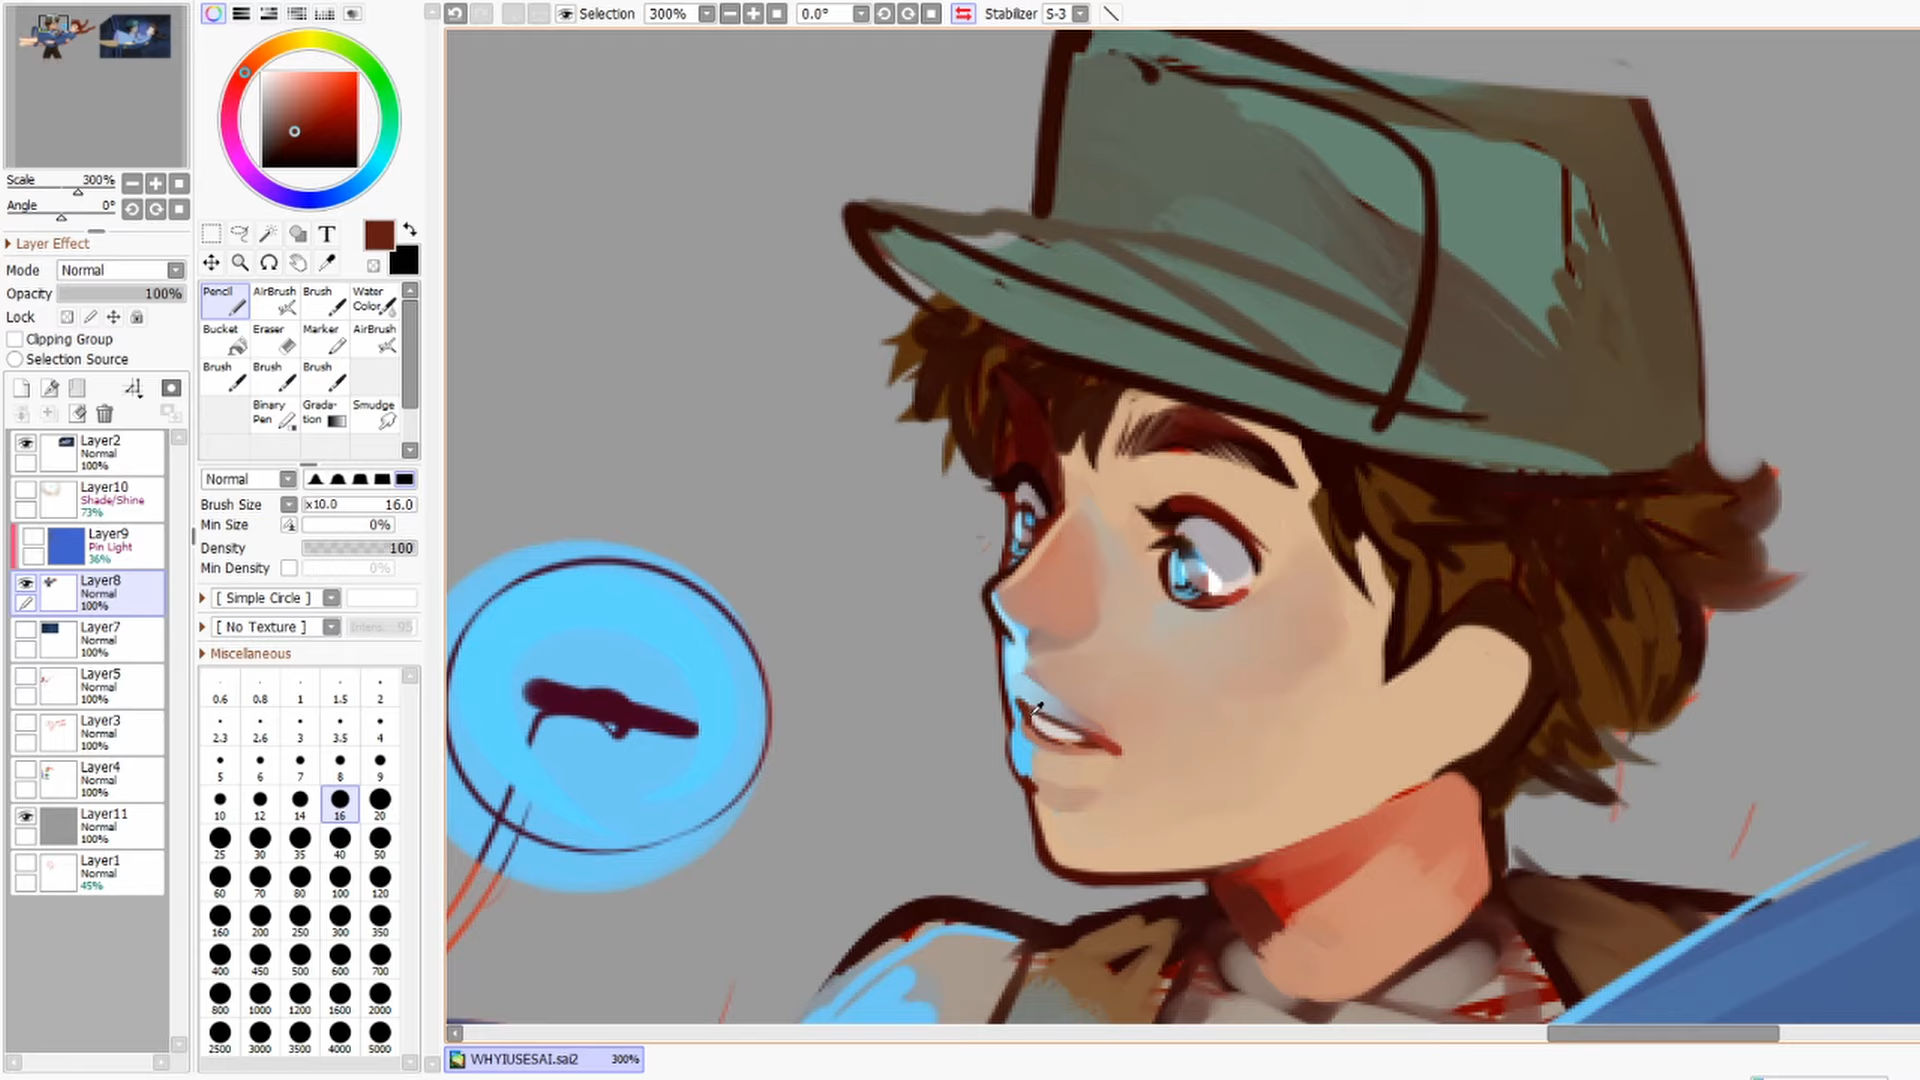 Selection 300% 0.0° Stabilizer S-3
Scale 300%
Angle 0°
Layer Effect
Mode Normal
Opacity 100%
Lock
Clipping Group
Selection Source
Layer2
Normal
100%
Layer10
Shade/Shine
73%
Layer9
Pin Light
36%
Layer8
Normal
100%
Layer7
Normal
100%
Layer5
Normal
100%
Layer3
Normal
100%
Layer4
Normal
100%
Layer11
Normal
100%
Layer1
Normal
45%
T
Pencil AirBrush Brush Water Color
Bucket Eraser Marker AirBrush
Brush Brush Brush
Binary Pen Grada-tion Smudge
Normal
Brush Size x10.0 16.0
Min Size 0%
Density 100
Min Density 0%
[ Simple Circle ]
[ No Texture ] Intens. 95
Miscellaneous
0.6 0.8 1 1.5 2
2.3 2.6 3 3.5 4
5 6 7 8 9
10 12 14 16 20
25 30 35 40 50
60 70 80 100 120
160 200 250 300 350
400 450 500 600 700
800 1000 1200 1600 2000
2500 3000 3500 4000 5000
WHYIUSESAI.sai2 300%